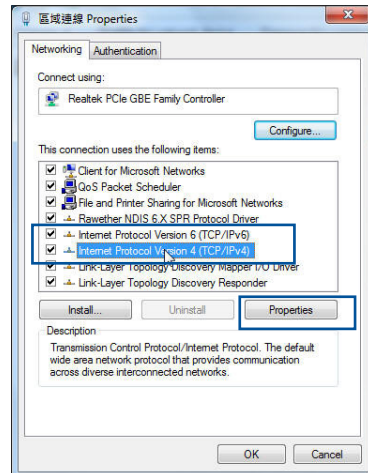 區域連線 Properties
Networking Authentication
Connect using:
Realtek PCIe GBE Family Controller
Configure...
This connection uses the following items:
Client for Microsoft Networks
QoS Packet Scheduler
File and Printer Sharing for Microsoft Networks
Rawether NDIS 6.X SPR Protocol Driver
Internet Protocol Version 6 (TCP/IPv6)
Internet Protocol Version 4 (TCP/IPv4)
Link-Layer Topology Discovery Mapper I/O Driver
Link-Layer Topology Discovery Responder
Install... Uninstall Properties
Description
Transmission Control Protocol/Internet Protocol. The default
wide area network protocol that provides communication
across diverse interconnected networks.
OK Cancel